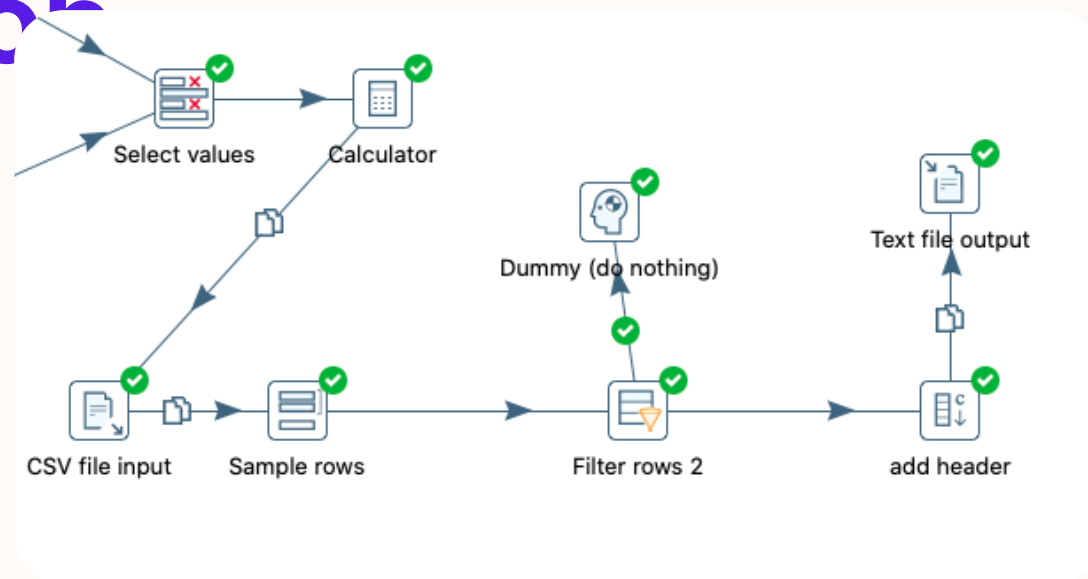 Select values
Calculator
Dummy (do nothing)
Text file output
CSV file input
Sample rows
Filter rows 2
add header
C